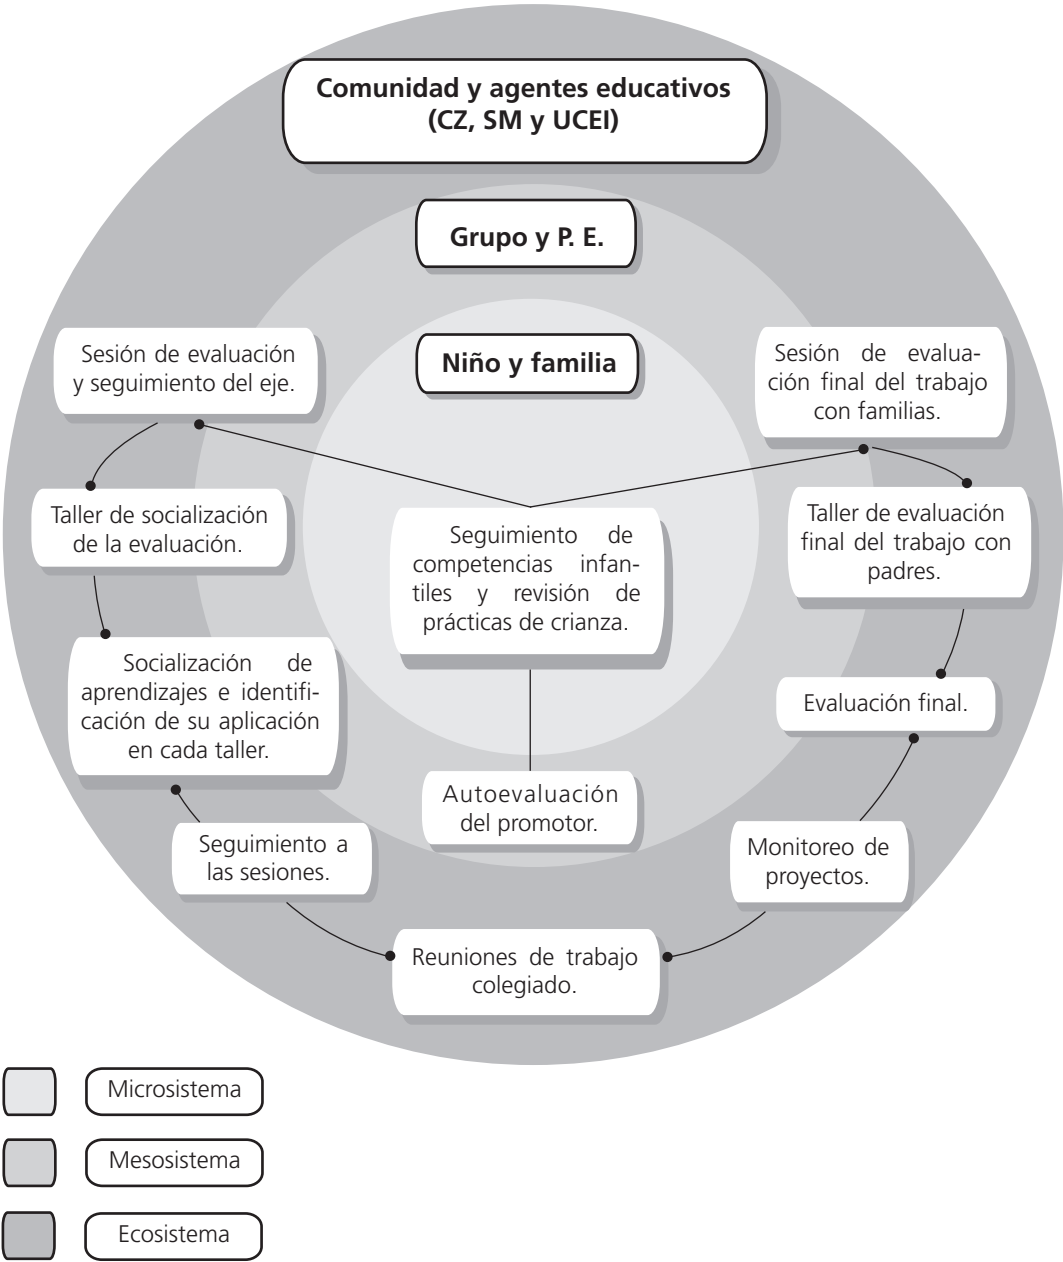 Comunidad y agentes educativos
(CZ, SM y UCEI)
Grupo y P. E.
Niño y familia
Sesión de evaluación
y seguimiento del eje.
Sesión de evalua-
ción final del trabajo
con familias.
Taller de socialización
de la evaluación.
Seguimiento de
competencias infan-
tiles y revisión de
prácticas de crianza.
Taller de evaluación
final del trabajo con
padres.
Socialización de
aprendizajes e identifi-
cación de su aplicación
en cada taller.
Evaluación final.
Autoevaluación
del promotor.
Seguimiento a
las sesiones.
Monitoreo de
proyectos.
Reuniones de trabajo
colegiado.
Microsistema
Mesosistema
Ecosistema